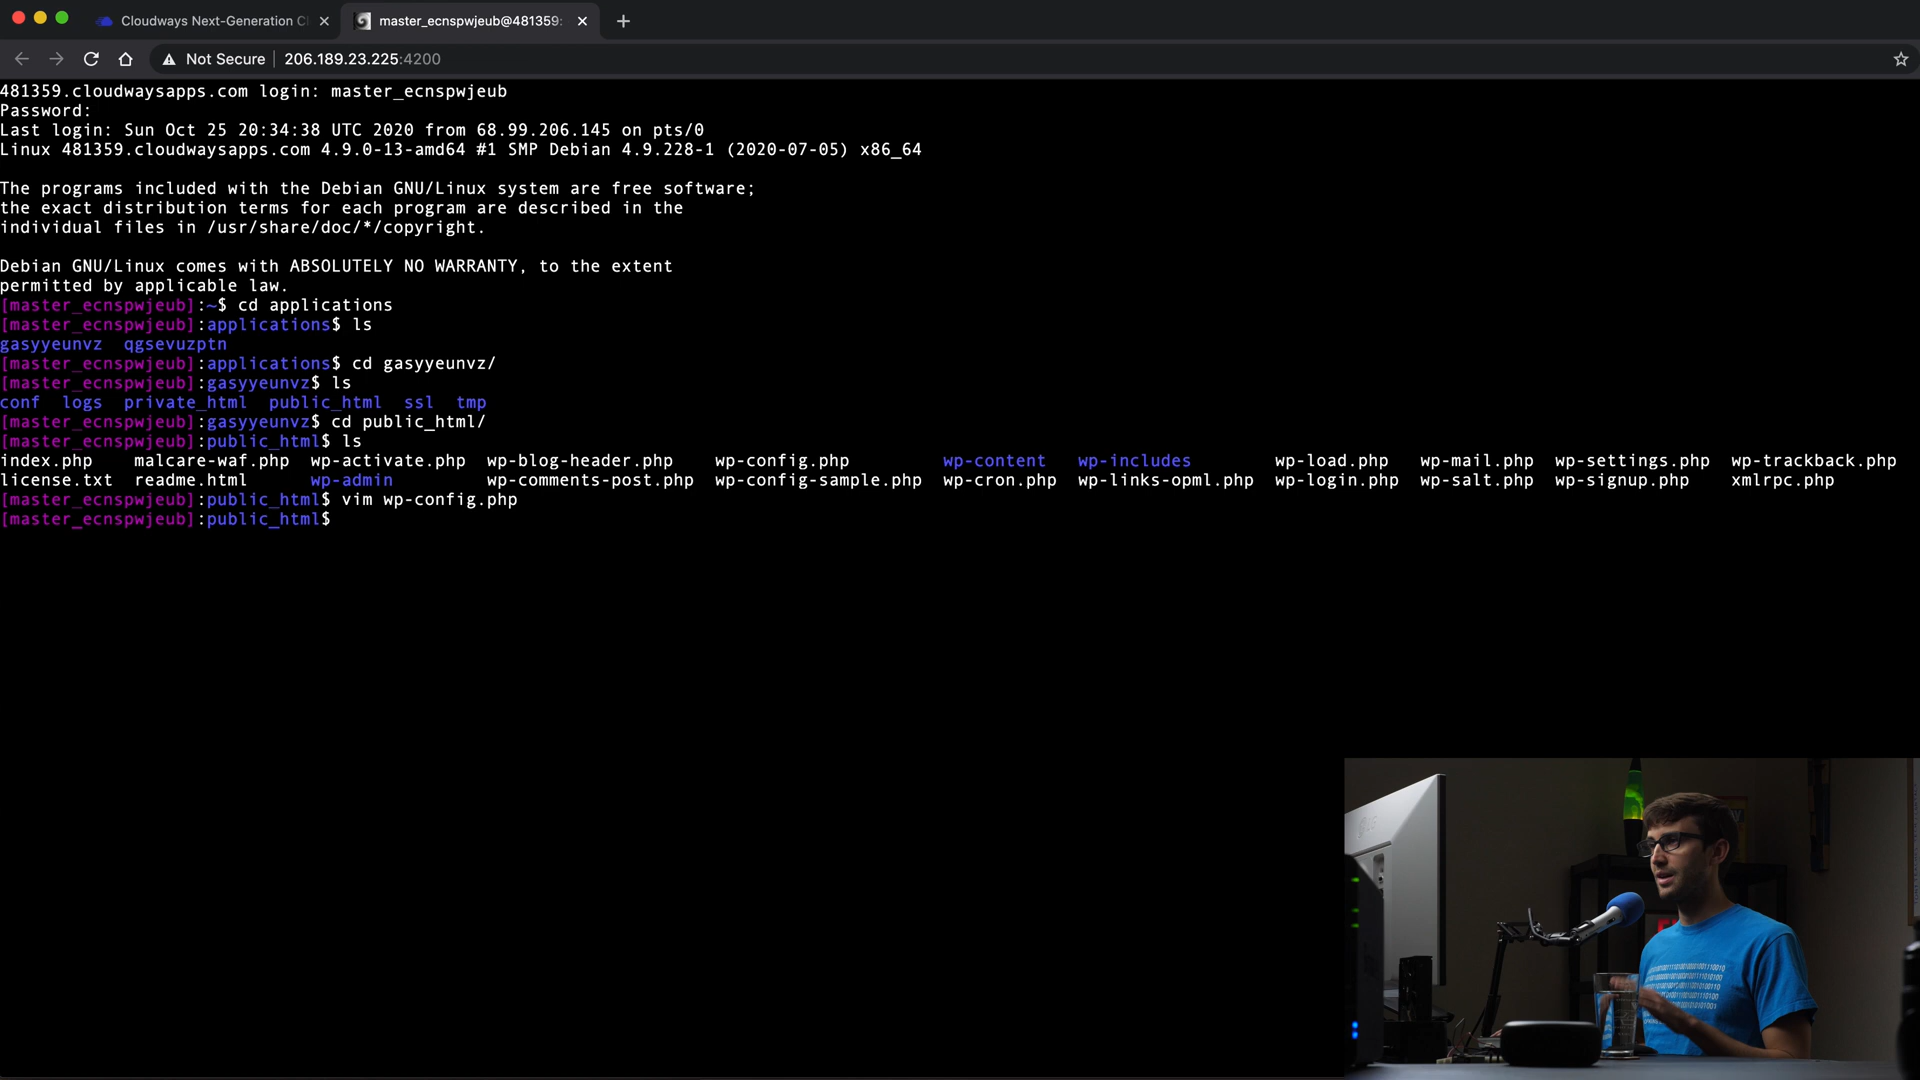 Cloudways Next-Generation Cl
master_ecnspwjeub@481359:
Not Secure 206.189.23.225:4200
481359.cloudwaysapps.com login: master_ecnspwjeub
Password:
Last login: Sun Oct 25 20:34:38 UTC 2020 from 68.99.206.145 on pts/0
Linux 481359.cloudwaysapps.com 4.9.0-13-amd64 #1 SMP Debian 4.9.228-1 (2020-07-05) x86_64
The programs included with the Debian GNU/Linux system are free software;
the exact distribution terms for each program are described in the
individual files in /usr/share/doc/*/copyright.
Debian GNU/Linux comes with ABSOLUTELY NO WARRANTY, to the extent
permitted by applicable law.
[master_ecnspwjeub]:~$ cd applications
[master_ecnspwjeub]:applications$ ls
gasyyeunvz qgsevuzptn
[master_ecnspwjeub]:applications$ cd gasyyeunvz/
[master_ecnspwjeub]:gasyyeunvz$ ls
conf logs private_html public_html ssl tmp
[master_ecnspwjeub]:gasyyeunvz$ cd public_html/
[master_ecnspwjeub]:public_html$ ls
index.php malcare-waf.php wp-activate.php wp-blog-header.php wp-config.php wp-content wp-includes wp-load.php wp-mail.php wp-settings.php wp-trackback.php
license.txt readme.html wp-admin wp-comments-post.php wp-config-sample.php wp-cron.php wp-links-opml.php wp-login.php wp-salt.php wp-signup.php xmlrpc.php
[master_ecnspwjeub]:public_html$ vim wp-config.php
[master_ecnspwjeub]:public_html$